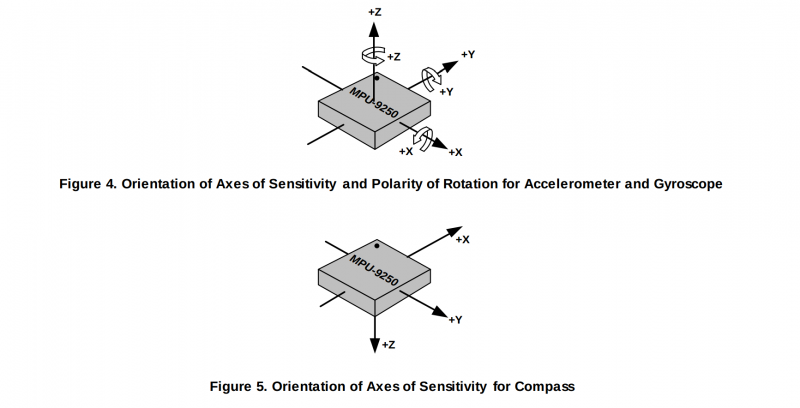 +Z
+Z
+Y
+Y
MPU-9250
+X
+X
Figure 4. Orientation of Axes of Sensitivity and Polarity of Rotation for Accelerometer and Gyroscope
+X
MPU-9250
+Y
+Z
Figure 5. Orientation of Axes of Sensitivity for Compass